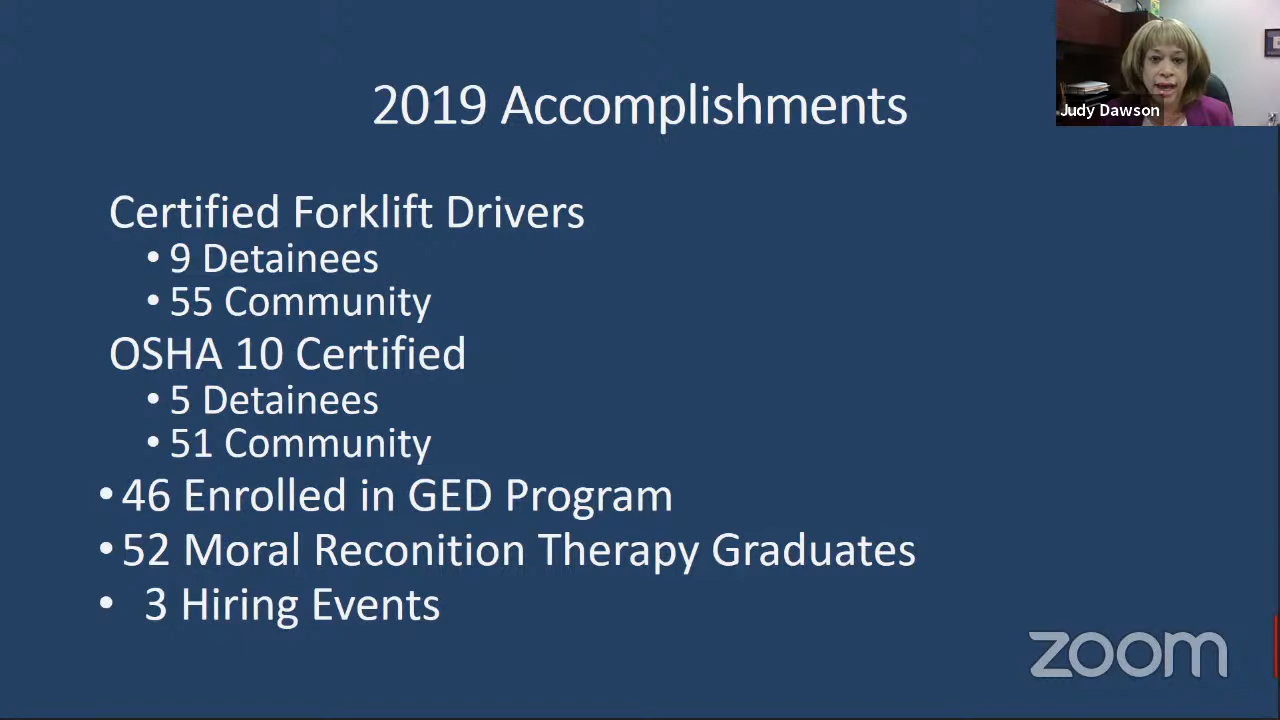 2019 Accomplishments
Judy Dawson
Certified Forklift Drivers
• 9 Detainees
• 55 Community
OSHA 10 Certified
• 5 Detainees
• 51 Community
• 46 Enrolled in GED Program
• 52 Moral Reconition Therapy Graduates
• 3 Hiring Events
zoom